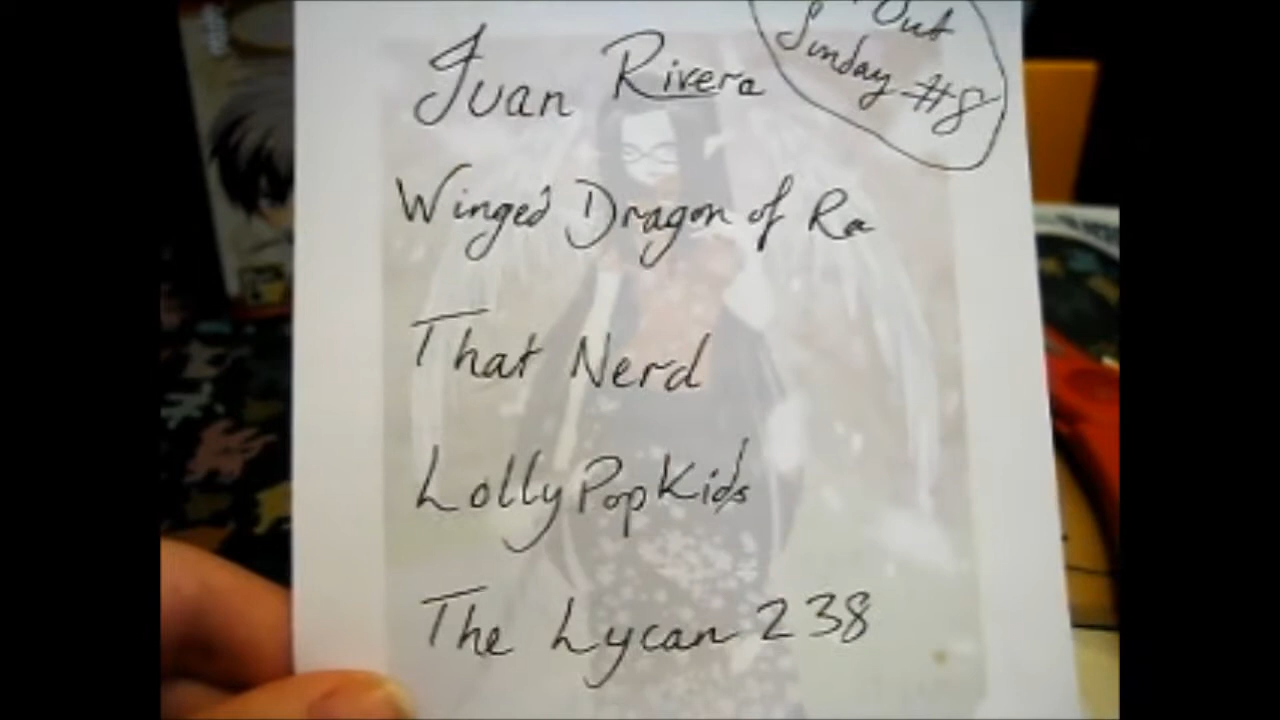 Out
Sunday #8
Juan Rivera
Winged Dragon of Ra
That Nerd
LollyPopKids
The Lycan 238